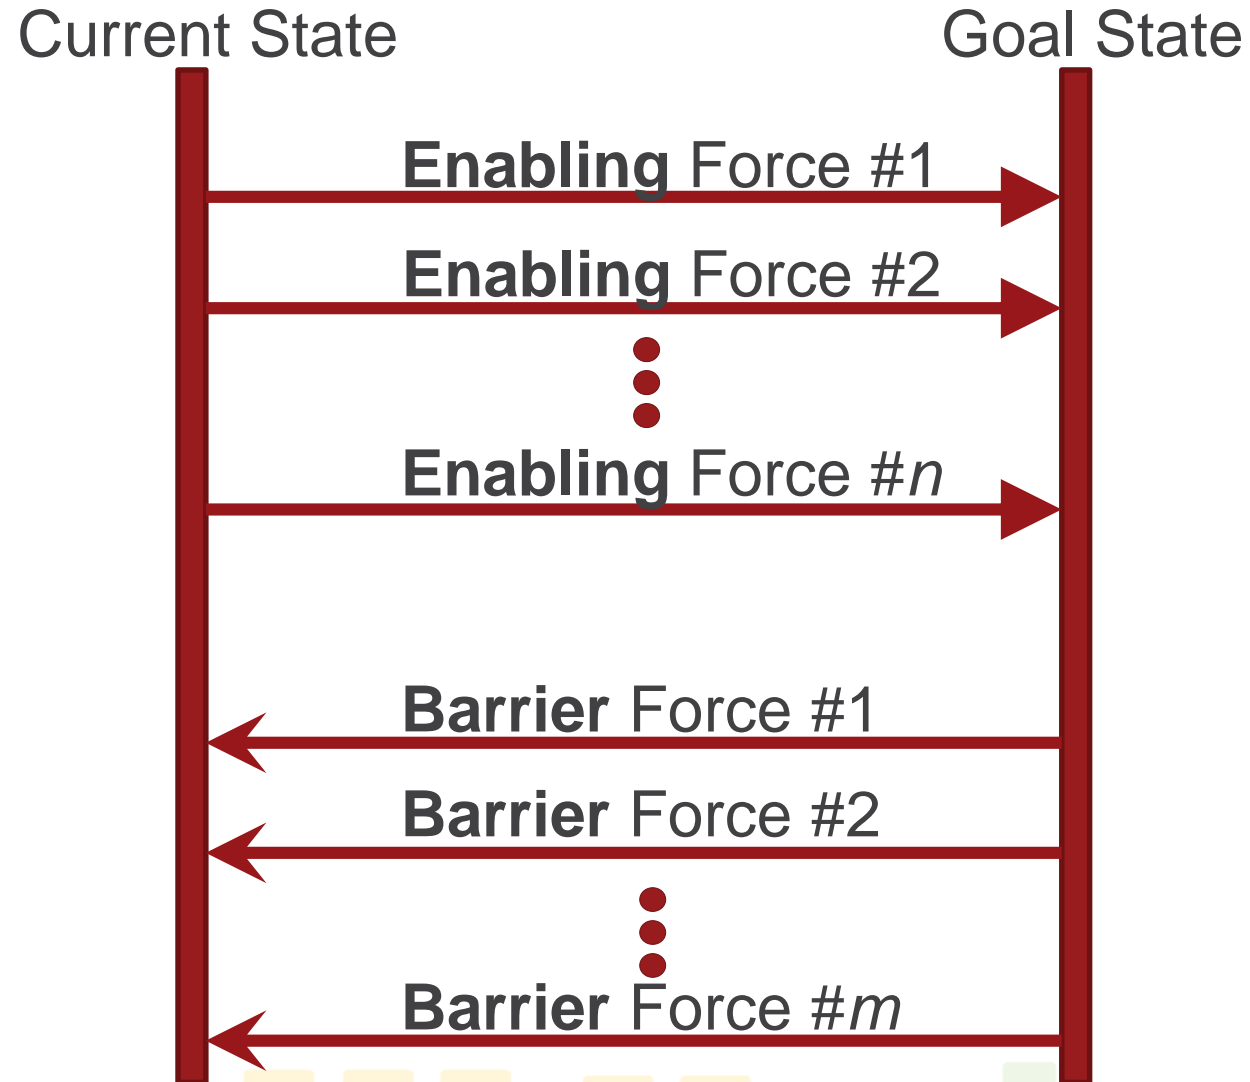 Current State
Goal State
Enabling Force #1
Enabling Force #2
Enabling Force #n
Barrier Force #1
Barrier Force #2
Barrier Force #m